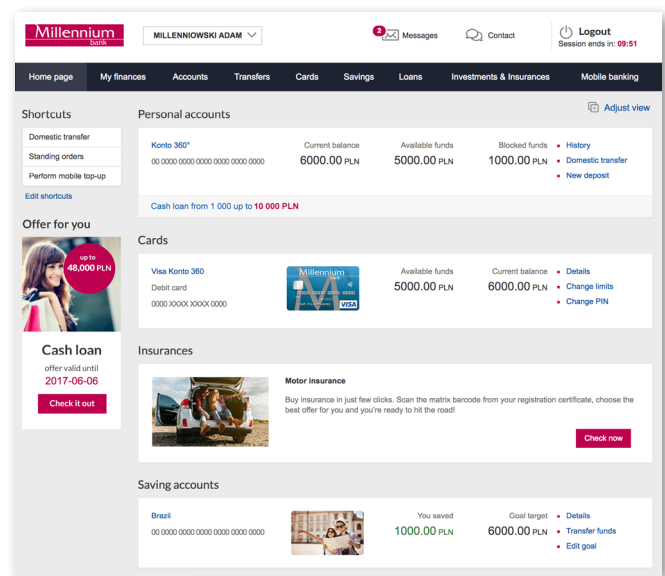 Millennium
bank
MILLENNIOWSKI ADAM
2 Messages
Contact
Logout
Session ends in: 09:51
Home page My finances Accounts Transfers Cards Savings Loans Investments & Insurances Mobile banking
Adjust view
Shortcuts
Domestic transfer
Standing orders
Perform mobile top-up
Edit shortcuts
Offer for you
up to
48,000 PLN
Cash loan
offer valid until
2017-06-06
Check it out
Personal accounts
Konto 360°
00 0000 0000 0000 0000 0000 0000
Current balance
6000.00 PLN
Available funds
5000.00 PLN
Blocked funds
1000.00 PLN
• History
• Domestic transfer
• New deposit
Cash loan from 1 000 up to 10 000 PLN
Cards
Visa Konto 360
Debit card
0000 XXXX XXXX 0000
Millennium
bank
VISA
Available funds
5000.00 PLN
Current balance
6000.00 PLN
• Details
• Change limits
• Change PIN
Insurances
Motor insurance
Buy insurance in just few clicks. Scan the matrix barcode from your registration certificate, choose the
best offer for you and you're ready to hit the road!
Check now
Saving accounts
Brazil
00 0000 0000 0000 0000 0000 0000
You saved
1000.00 PLN
Goal target
6000.00 PLN
• Details
• Transfer funds
• Edit goal